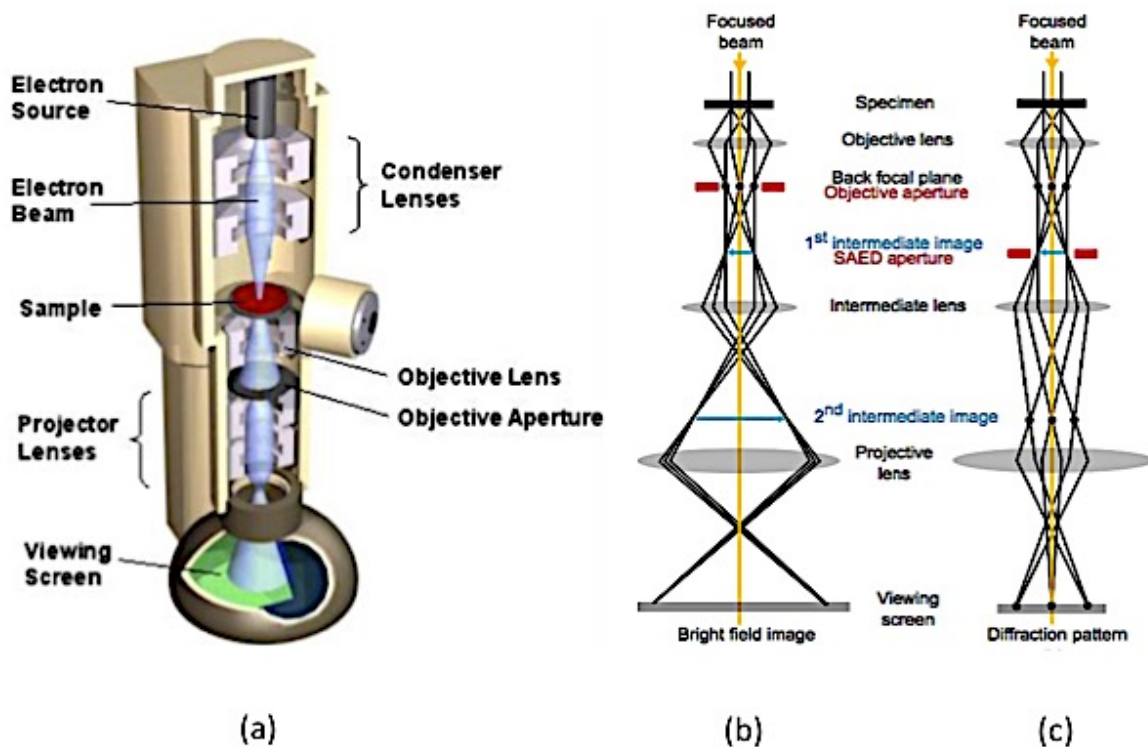 Electron
Source
Electron
Beam
Condenser
Lenses
Sample
Objective Lens
Objective Aperture
Projector
Lenses
Viewing
Screen
(a)
Focused
beam
Focused
beam
Specimen
Objective lens
Back focal plane
Objective aperture
1st intermediate image
SAED aperture
Intermediate lens
2nd intermediate image
Projective
lens
Viewing
screen
Bright field image
Diffraction pattern
(b)
(c)